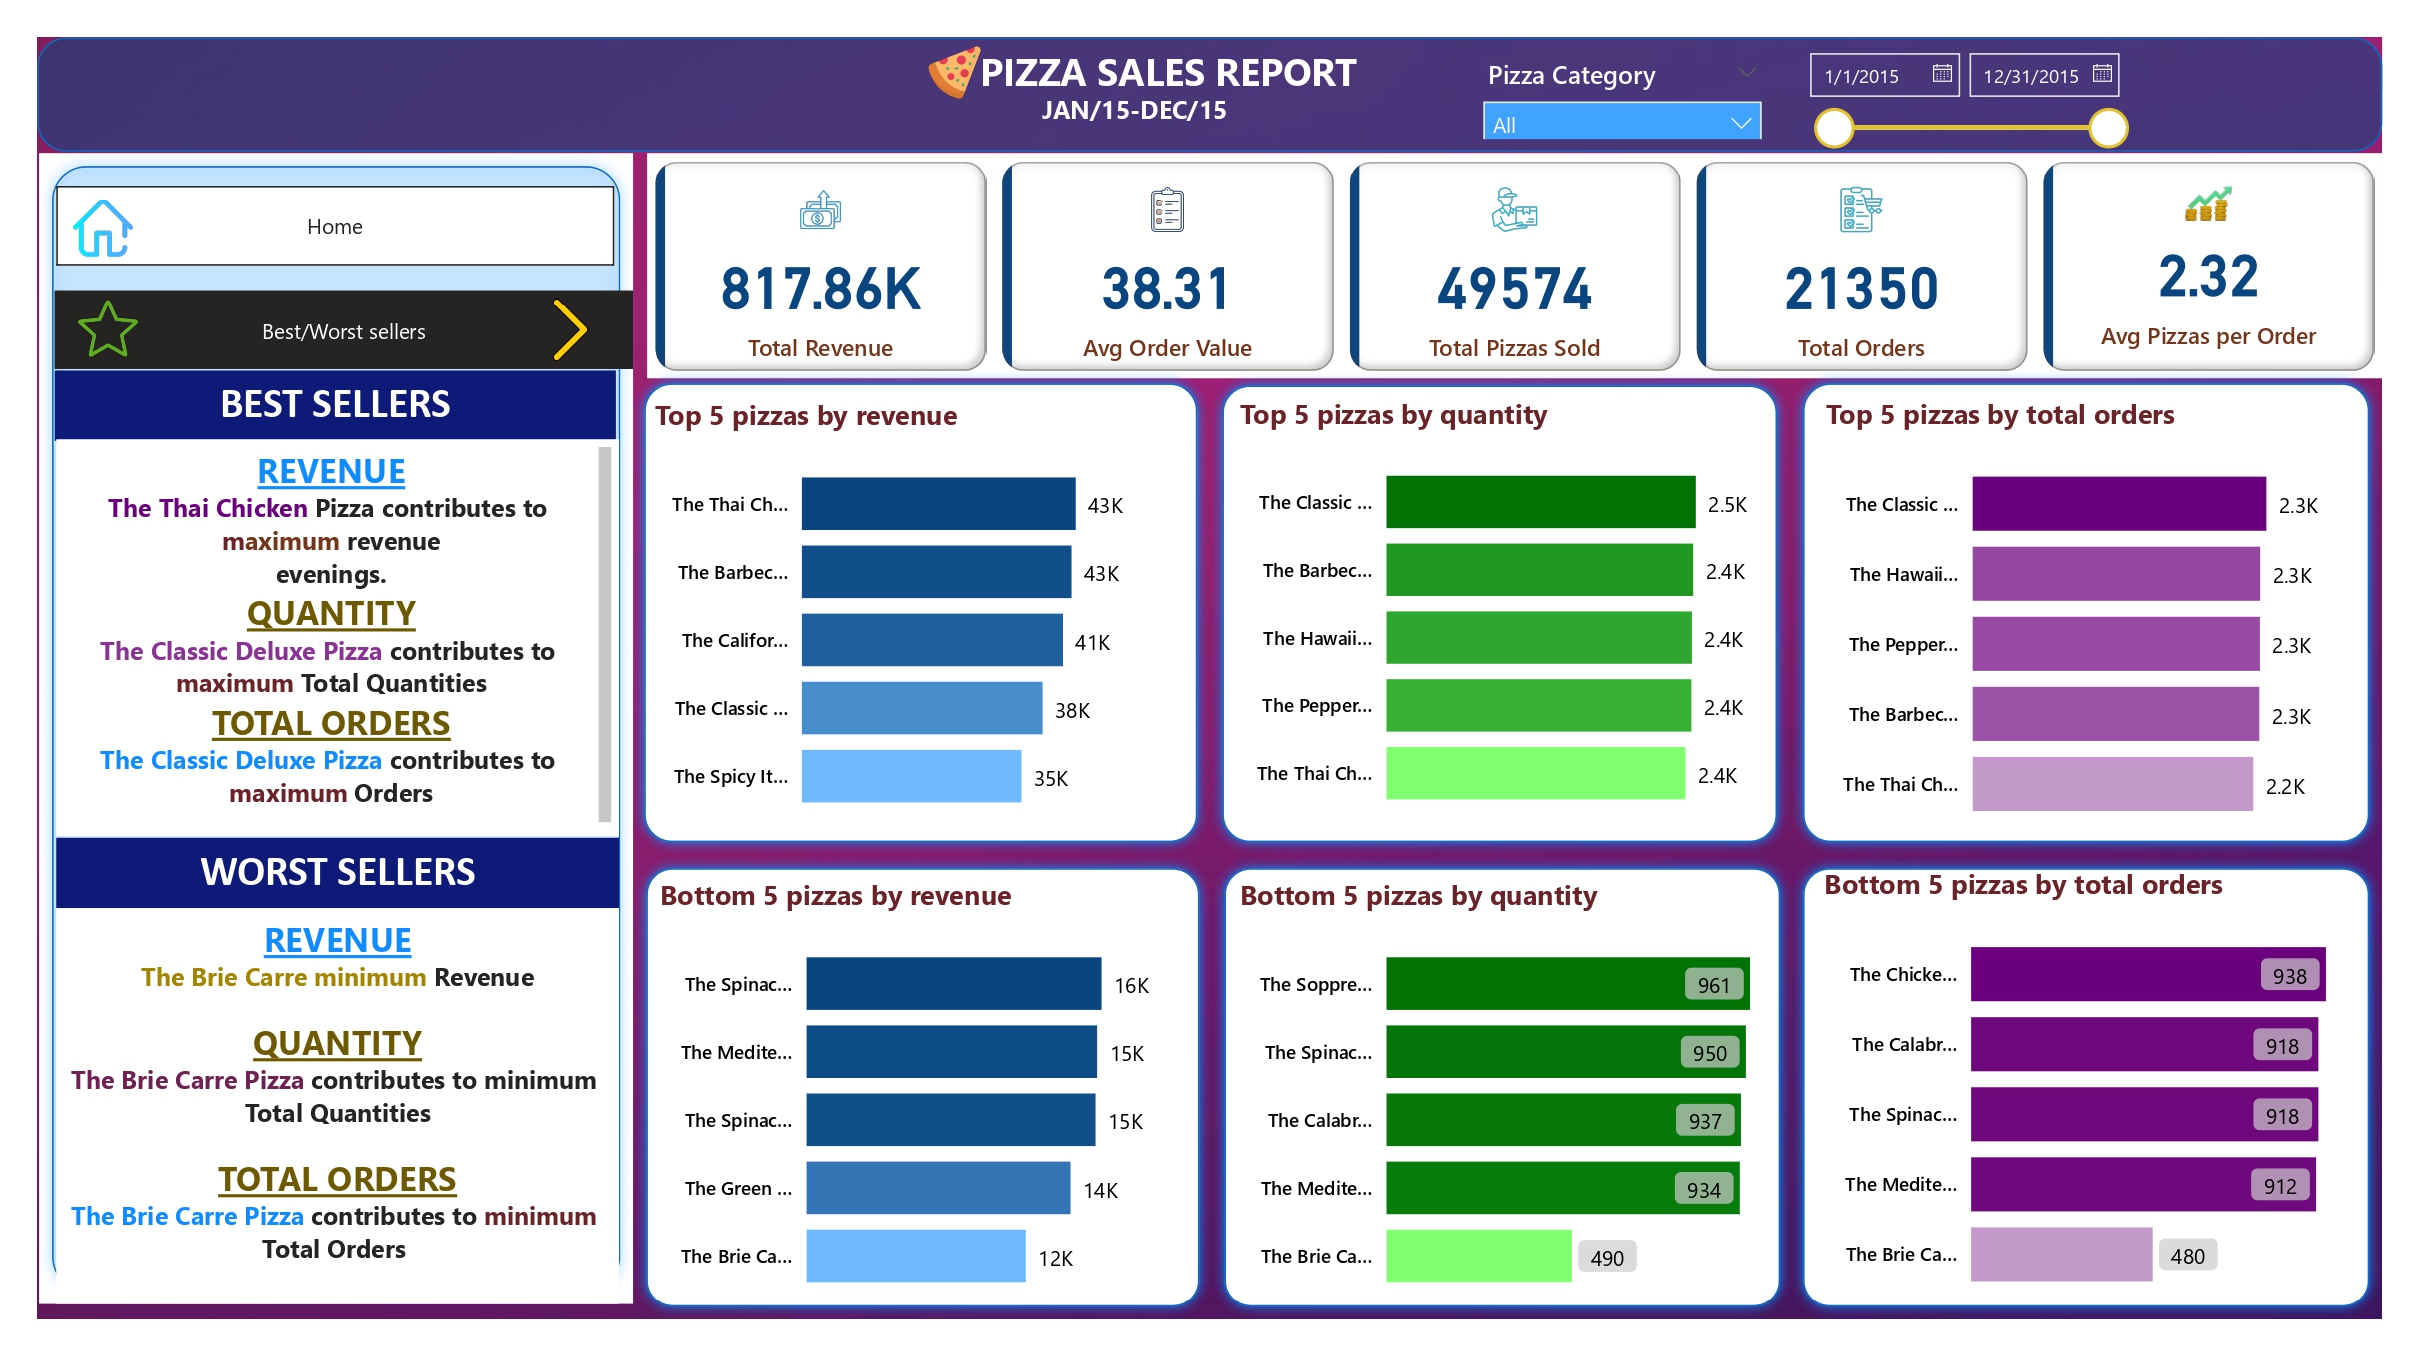 PIZZA SALES REPORT
JAN/15-DEC/15
Pizza Category
All
1/1/2015
12/31/2015
Home
Best/Worst sellers
BEST SELLERS
REVENUE
The Thai Chicken Pizza contributes to
maximum revenue
evenings.
QUANTITY
The Classic Deluxe Pizza contributes to
maximum Total Quantities
TOTAL ORDERS
The Classic Deluxe Pizza contributes to
maximum Orders
WORST SELLERS
REVENUE
The Brie Carre minimum Revenue
QUANTITY
The Brie Carre Pizza contributes to minimum
Total Quantities
TOTAL ORDERS
The Brie Carre Pizza contributes to minimum
Total Orders
817.86K
Total Revenue
38.31
Avg Order Value
49574
Total Pizzas Sold
21350
Total Orders
2.32
Avg Pizzas per Order
Top 5 pizzas by revenue
The Thai Ch... 43K
The Barbec... 43K
The Califor... 41K
The Classic ... 38K
The Spicy It... 35K
Top 5 pizzas by quantity
The Classic ... 2.5K
The Barbec... 2.4K
The Hawaii... 2.4K
The Pepper... 2.4K
The Thai Ch... 2.4K
Top 5 pizzas by total orders
The Classic ... 2.3K
The Hawaii... 2.3K
The Pepper... 2.3K
The Barbec... 2.3K
The Thai Ch... 2.2K
Bottom 5 pizzas by revenue
The Spinac... 16K
The Medite... 15K
The Spinac... 15K
The Green ... 14K
The Brie Ca... 12K
Bottom 5 pizzas by quantity
The Soppre... 961
The Spinac... 950
The Calabr... 937
The Medite... 934
The Brie Ca... 490
Bottom 5 pizzas by total orders
The Chicke... 938
The Calabr... 918
The Spinac... 918
The Medite... 912
The Brie Ca... 480